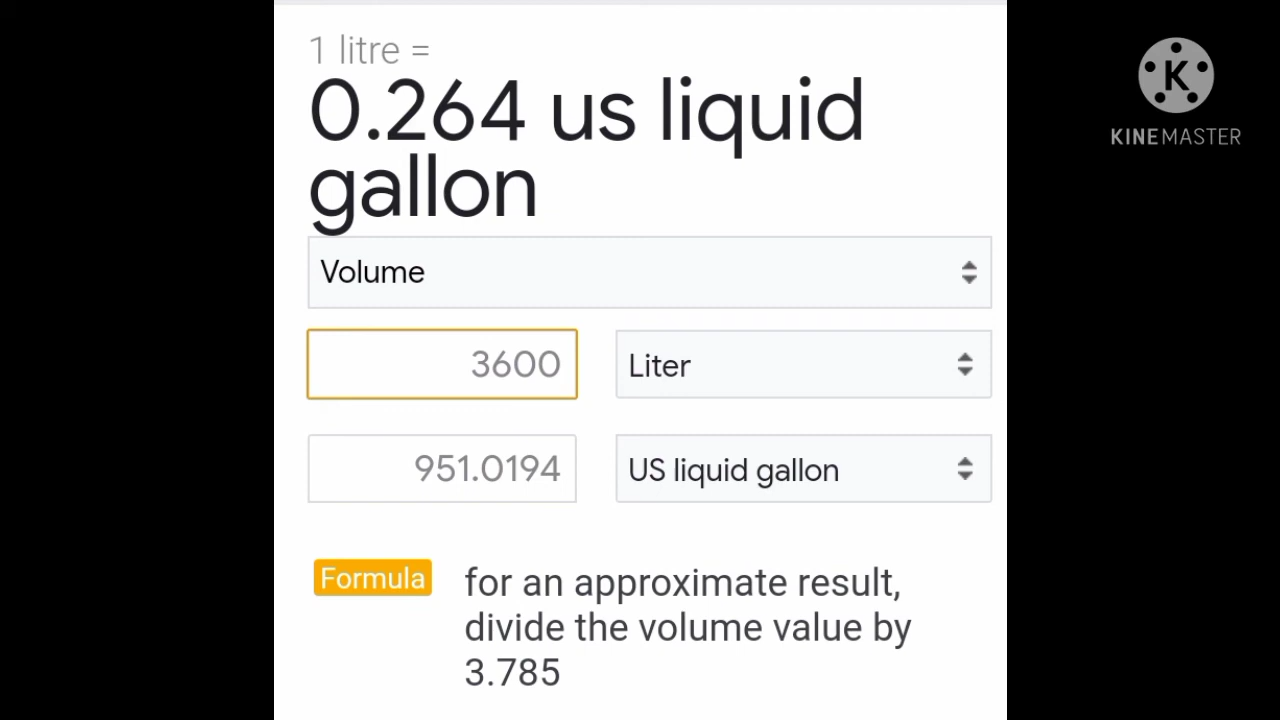 1 litre =
0.264 us liquid
gallon
Volume
3600 Liter
951.0194 US liquid gallon
Formula for an approximate result,
divide the volume value by
3.785
K
KINEMASTER